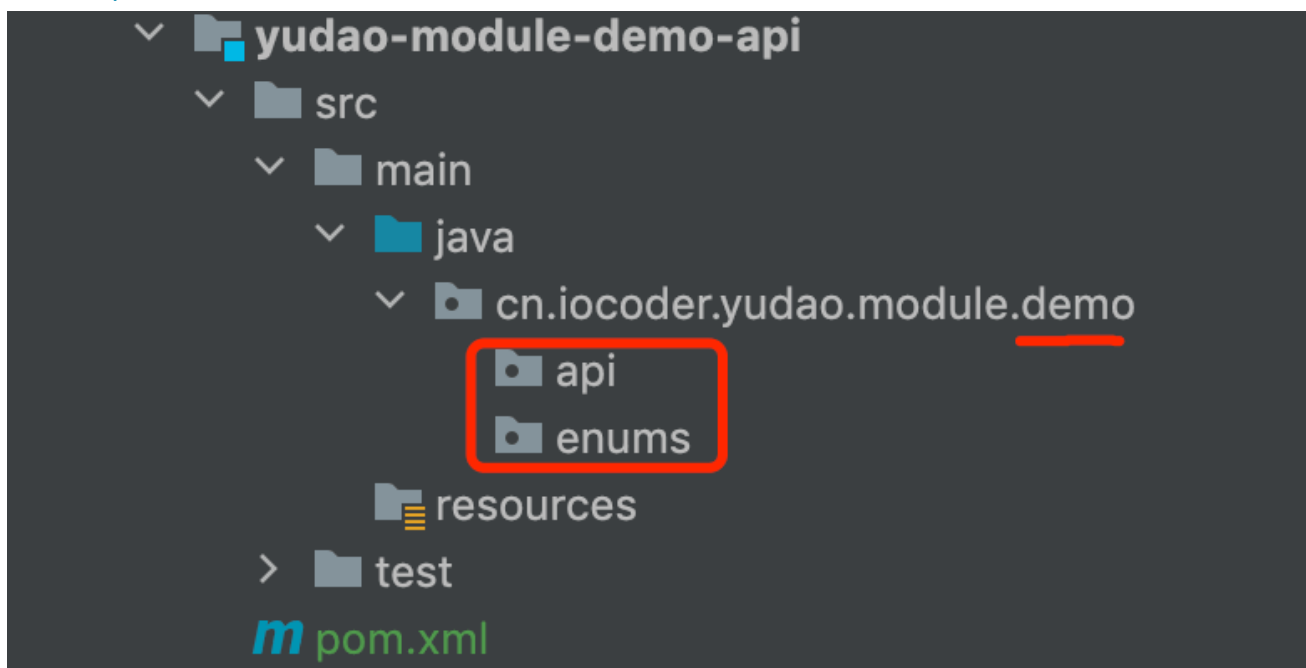 yudao-module-demo-api
src
main
java
cn.iocoder.yudao.module.demo
api
enums
resources
test
m pom.xml